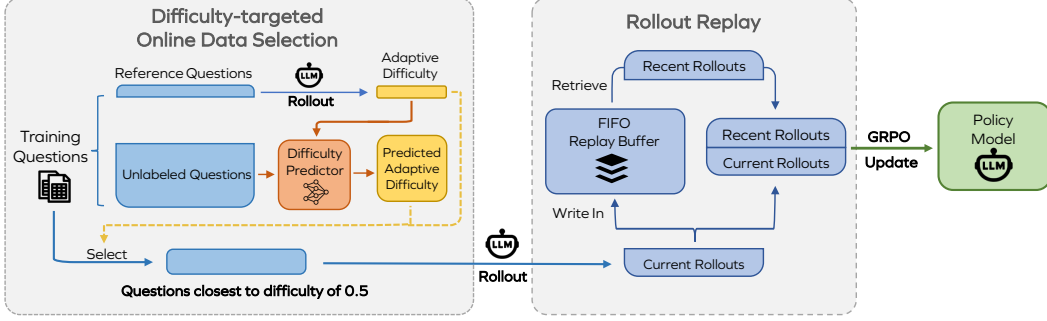 Difficulty-targeted
Online Data Selection
Reference Questions
LLM
Rollout
Adaptive
Difficulty
Training
Questions
Unlabeled Questions
Difficulty
Predictor
Predicted
Adaptive
Difficulty
Select
Questions closest to difficulty of 0.5
LLM
Rollout
Rollout Replay
Recent Rollouts
Retrieve
FIFO
Replay Buffer
Recent Rollouts
Current Rollouts
Write In
Current Rollouts
GRPO
Update
Policy
Model
LLM